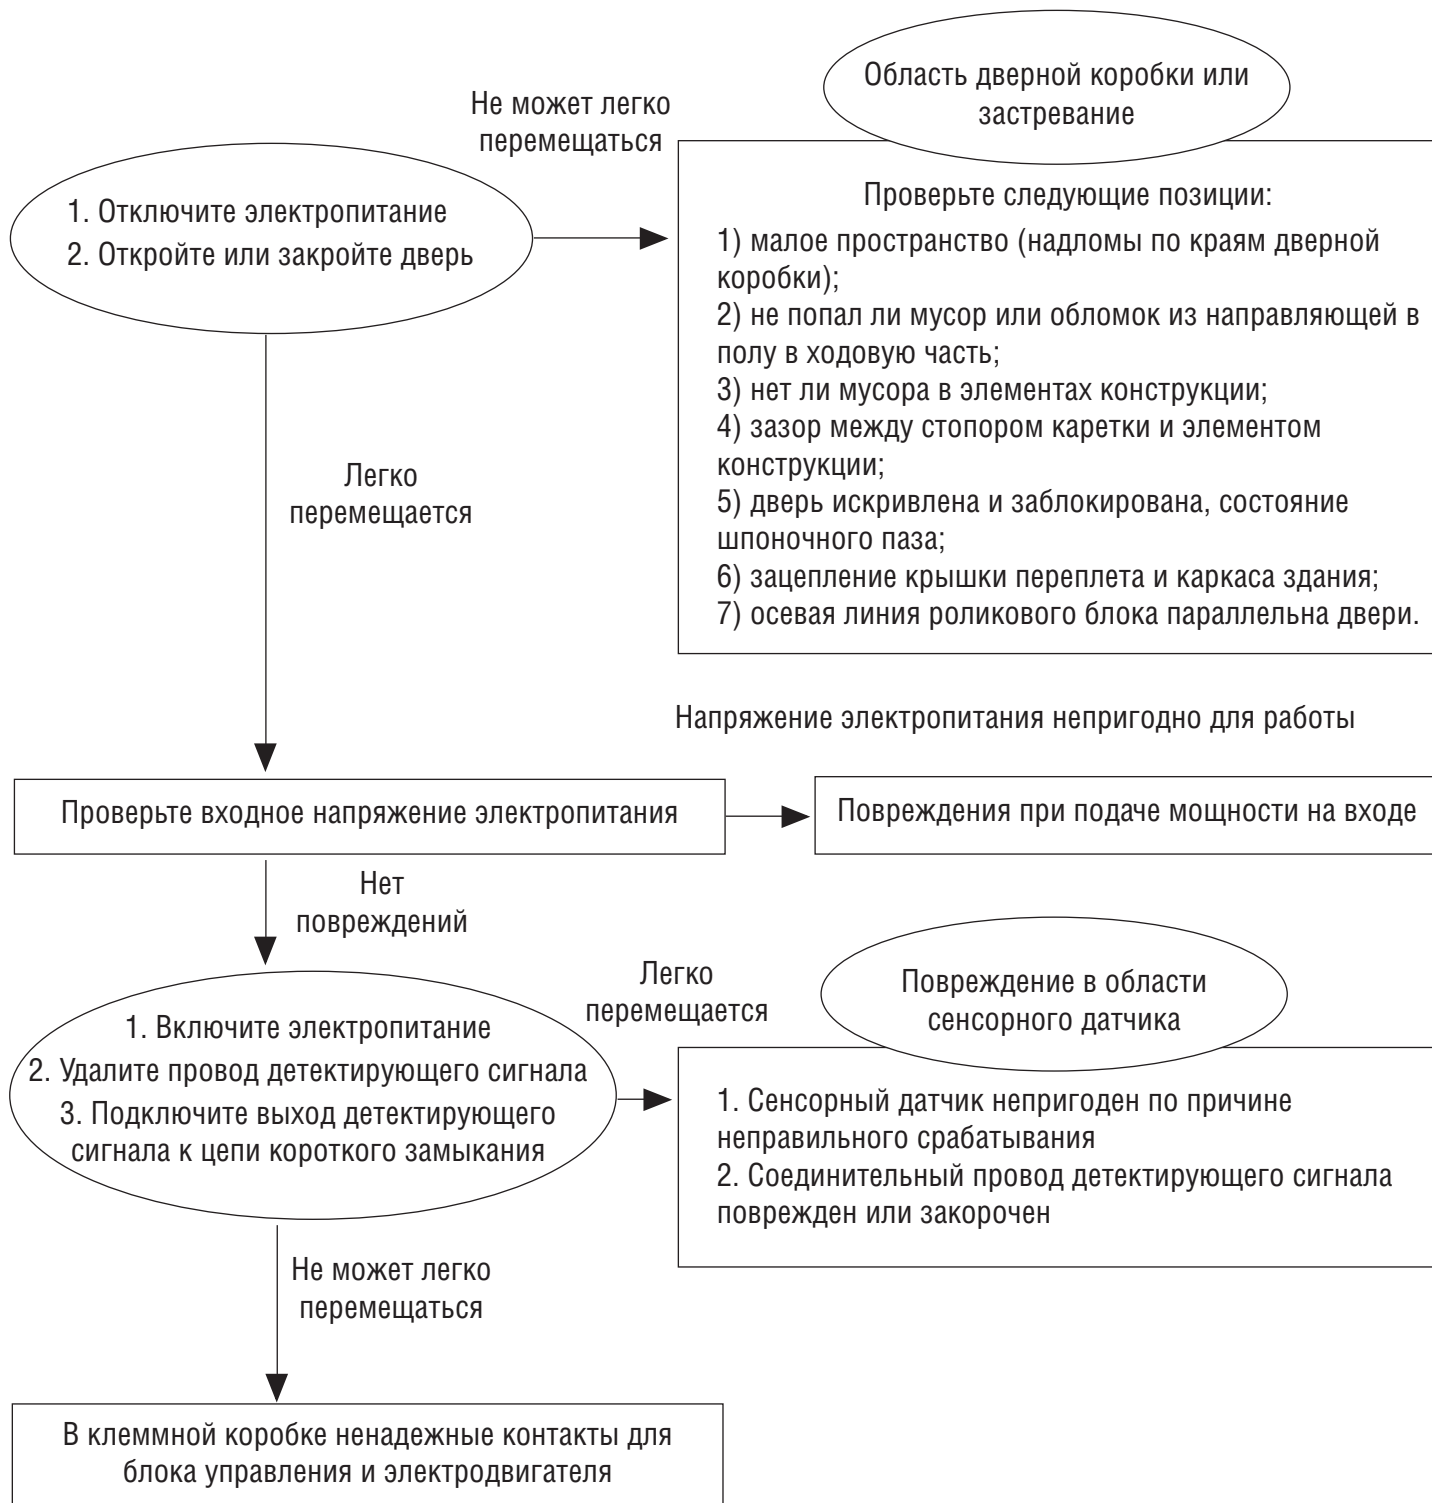 Область дверной коробки или
застревание
Не может легко
перемещаться
1. Отключите электропитание
2. Откройте или закройте дверь
Проверьте следующие позиции:
1) малое пространство (надломы по краям дверной
коробки);
2) не попал ли мусор или обломок из направляющей в
полу в ходовую часть;
3) нет ли мусора в элементах конструкции;
4) зазор между стопором каретки и элементом
конструкции;
5) дверь искривлена и заблокирована, состояние
шпоночного паза;
6) зацепление крышки переплета и каркаса здания;
7) осевая линия роликового блока параллельна двери.
Легко
перемещается
Напряжение электропитания непригодно для работы
Проверьте входное напряжение электропитания
Повреждения при подаче мощности на входе
Нет
повреждений
Легко
перемещается
Повреждение в области
сенсорного датчика
1. Включите электропитание
2. Удалите провод детектирующего сигнала
3. Подключите выход детектирующего
сигнала к цепи короткого замыкания
1. Сенсорный датчик непригоден по причине
неправильного срабатывания
2. Соединительный провод детектирующего сигнала
поврежден или закорочен
Не может легко
перемещаться
В клеммной коробке ненадежные контакты для
блока управления и электродвигателя